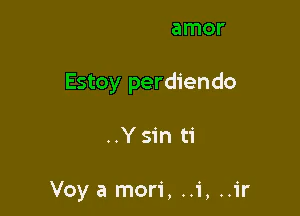 amor
Estoy perdiendo
..Y sin ti
Voy a mori, ..i, ..ir